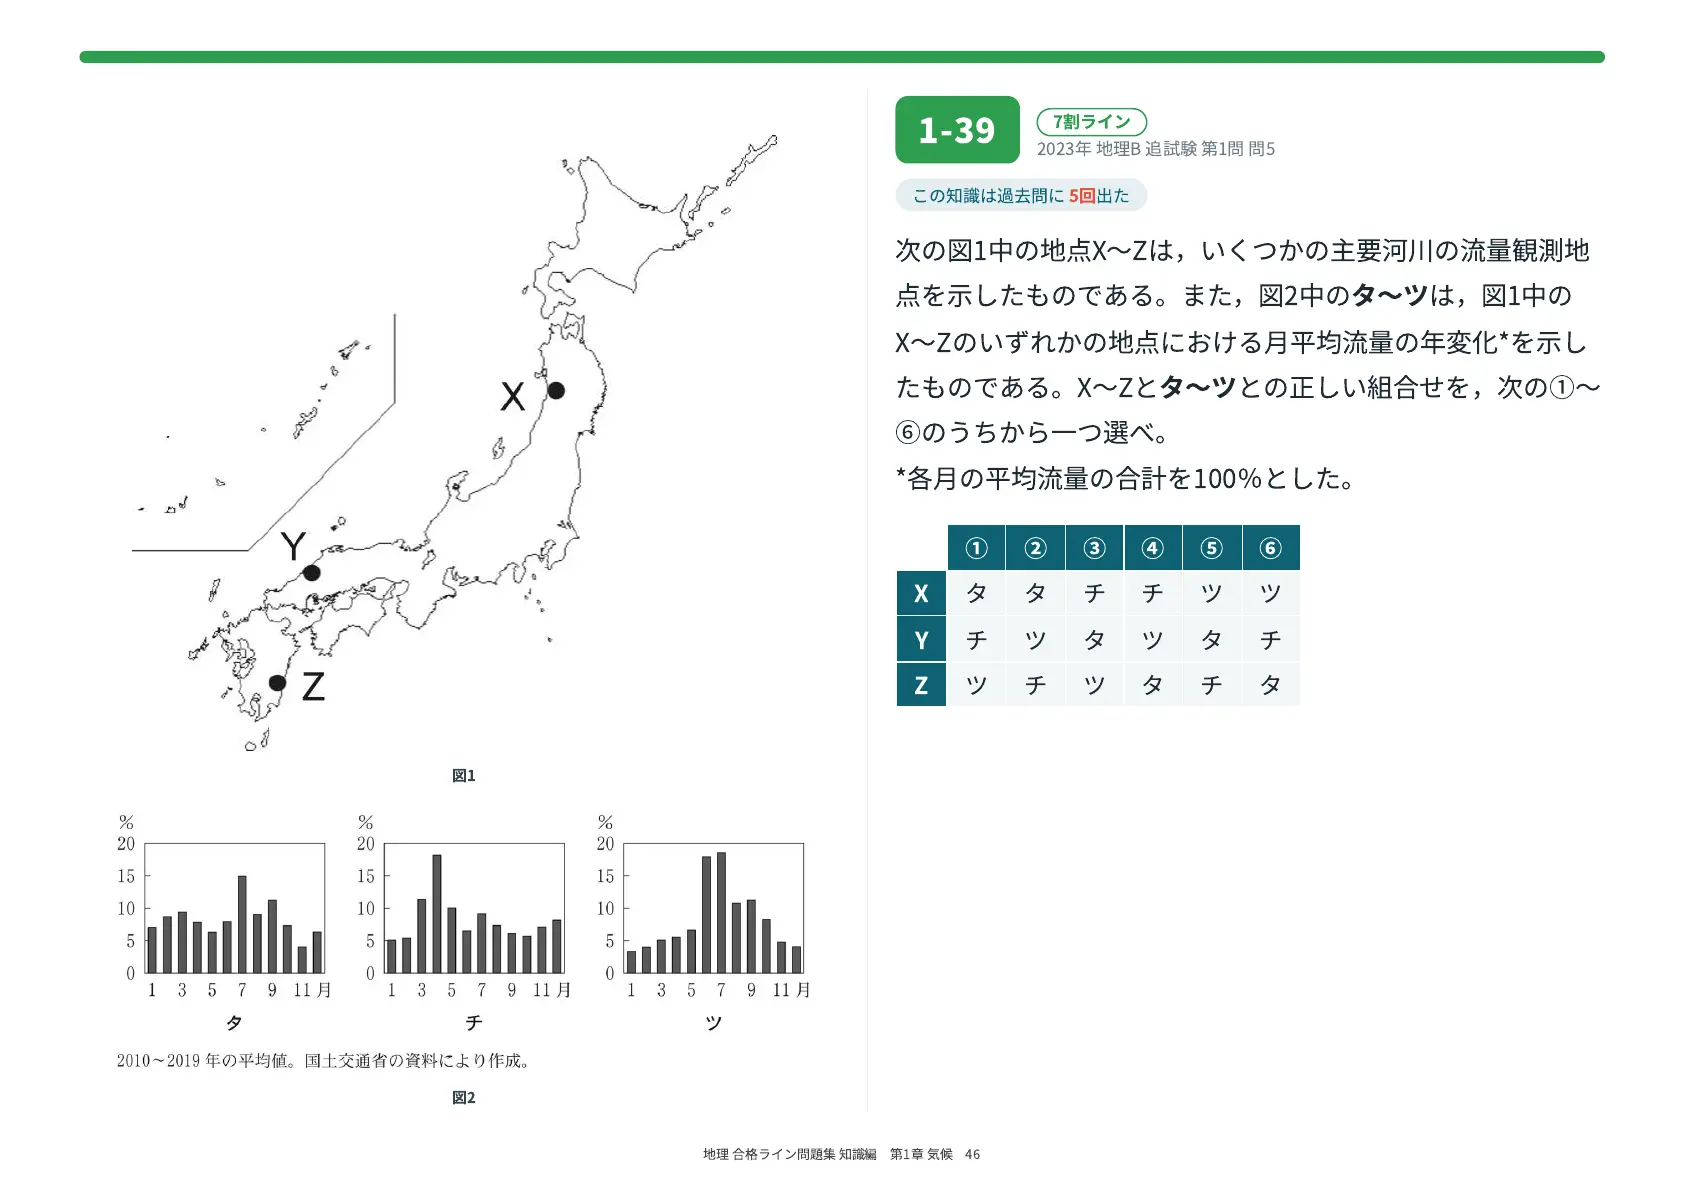 X
Y
Z
図1
%
20
15
10
5
0
1 3 5 7 9 11 月
タ
%
20
15
10
5
0
1 3 5 7 9 11 月
チ
%
20
15
10
5
0
1 3 5 7 9 11 月
ツ
2010〜2019 年の平均値。国土交通省の資料により作成。
図2
1-39
7割ライン
2023年 地理B 追試験 第1問 問5
この知識は過去問に 5回出た
次の図1中の地点X〜Zは，いくつかの主要河川の流量観測地
点を示したものである。また，図2中のタ〜ツは，図1中の
X〜Zのいずれかの地点における月平均流量の年変化*を示し
たものである。X〜Zとタ〜ツとの正しい組合せを，次の①〜
⑥のうちから一つ選べ。
*各月の平均流量の合計を100％とした。
① ② ③ ④ ⑤ ⑥
X タ タ チ チ ツ ツ
Y チ ツ タ ツ タ チ
Z ツ チ ツ タ チ タ
地理 合格ライン問題集 知識編 第1章 気候 46